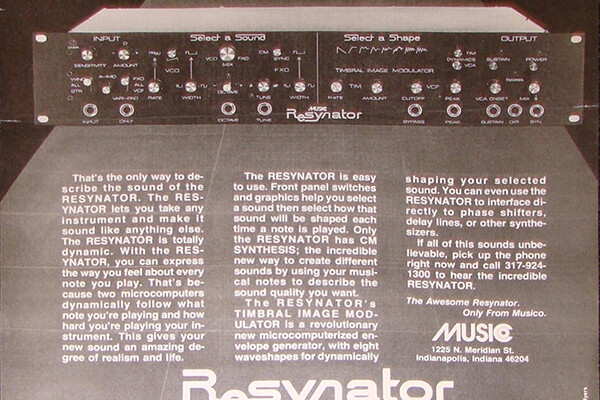 INPUT
Select a Sound
Select a Shape
OUTPUT
SENSITIVITY
AMOUNT
VCO
VCO
FXO
CM
SYNC
FXO
TIMBRAL IMAGE MODULATOR
TIM
DYNAMICS
VCA
SUSTAIN
POWER
RATE
WIDTH
MIX
WIDTH
RATE
TIM
AMOUNT
CUTOFF
VCF
PEAK
VCA ONSET
MIX
INPUT
ONLY
OCTAVE
TUNE
MUSICO
Resynator
BYPASS
PEAK
SUSTAIN
DIR
SYN
That's the only way to de-
scribe the sound of the
RESYNATOR. The RES-
YNATOR lets you take any
instrument and make it
sound like anything else.
The RESYNATOR is totally
dynamic. With the RES-
YNATOR, you can express
the way you feel about every
note you play. That's be-
cause two microcomputers
dynamically follow what
note you're playing and how
hard you're playing your in-
strument. This gives your
new sound an amazing de-
gree of realism and life.
The RESYNATOR is easy
to use. Front panel switches
and graphics help you select
a sound then select how that
sound will be shaped each
time a note is played. Only
the RESYNATOR has CM
SYNTHESIS; the incredible
new way to create different
sounds by using your musi-
cal notes to describe the
sound quality you want.
The RESYNATOR's
TIMBRAL IMAGE MOD-
ULATOR is a revolutionary
new microcomputerized en-
velope generator, with eight
waveshapes for dynamically
shaping your selected
sound. You can even use the
RESYNATOR to interface di-
rectly to phase shifters,
delay lines, or other synthe-
sizers.
If all of this sounds unbe-
lievable, pick up the phone
right now and call 317-924-
1300 to hear the incredible
RESYNATOR.
The Awesome Resynator.
Only From Musico.
MUSICO
1225 N. Meridian St.
Indianapolis, Indiana 46204
Resynator